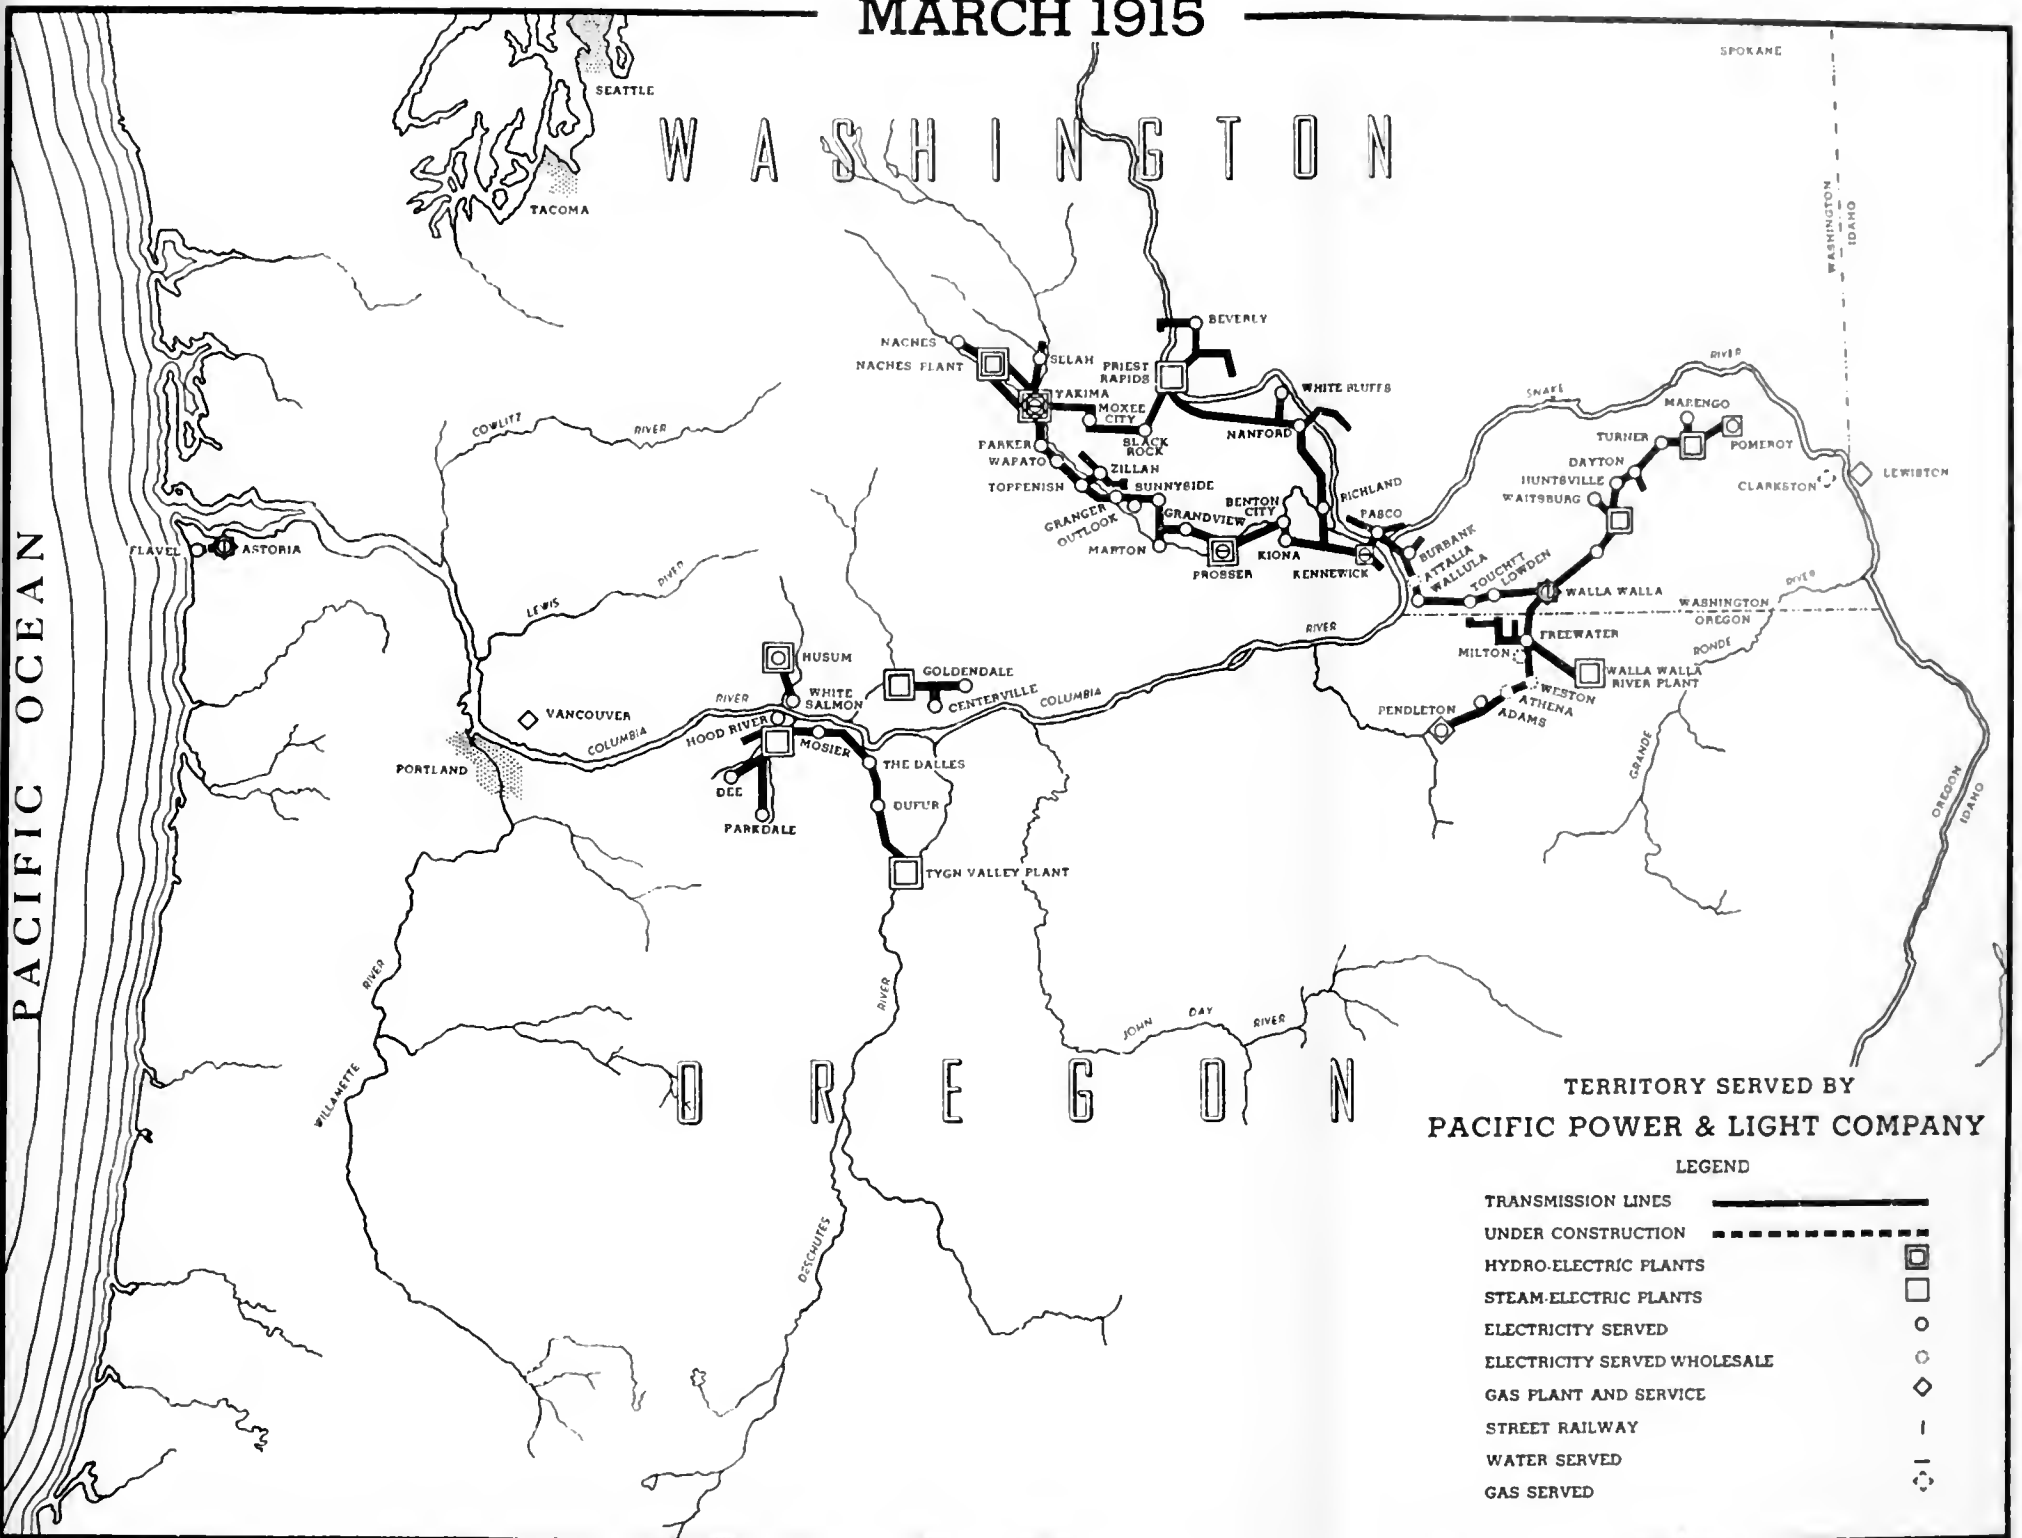 MARCH 1915
SPOKANE
SEATTLE
WASHINGTON
TACOMA
WASHINGTON
IDAHO
BEVERLY
NACHES
NACHES PLANT
SELAH
PRIEST
RAPIDS
YAKIMA
MOXEE
CITY
WHITE BLUFFS
RIVER
SNAKE
MARENGO
COWLITZ
RIVER
PARKER
BLACK
ROCK
HANFORD
TURNER
POMEROY
WAPATO
ZILLAH
DAYTON
LEWISTON
CLARKSTON
TOPPENISH
SUNNYSIDE
BENTON
CITY
RICHLAND
HUNTSVILLE
WAITSBURG
GRANGER
OUTLOOK
GRANDVIEW
PASCO
MABTON
PROSSER
KIONA
KENNEWICK
BURBANK
ATTALIA
WALLULA
TOUCHET
LOWDEN
FLAVEL
ASTORIA
LEWIS
RIVER
WALLA WALLA
RIVER
WASHINGTON
OREGON
RIVER
FREEWATER
MILTON
RONDE
WALLA WALLA
RIVER PLANT
HUSUM
GOLDENDALE
WHITE
SALMON
CENTERVILLE
COLUMBIA
WESTON
ATHENA
ADAMS
PENDLETON
VANCOUVER
RIVER
COLUMBIA
HOOD RIVER
MOSIER
PORTLAND
THE DALLES
GRANDE
DEE
DUFUR
PARKDALE
OREGON
IDAHO
TYGH VALLEY PLANT
PACIFIC OCEAN
RIVER
RIVER
JOHN DAY RIVER
WILLAMETTE
OREGON
DESCHUTES
TERRITORY SERVED BY
PACIFIC POWER & LIGHT COMPANY
LEGEND
TRANSMISSION LINES
UNDER CONSTRUCTION
HYDRO-ELECTRIC PLANTS
STEAM-ELECTRIC PLANTS
ELECTRICITY SERVED
ELECTRICITY SERVED WHOLESALE
GAS PLANT AND SERVICE
STREET RAILWAY
WATER SERVED
GAS SERVED